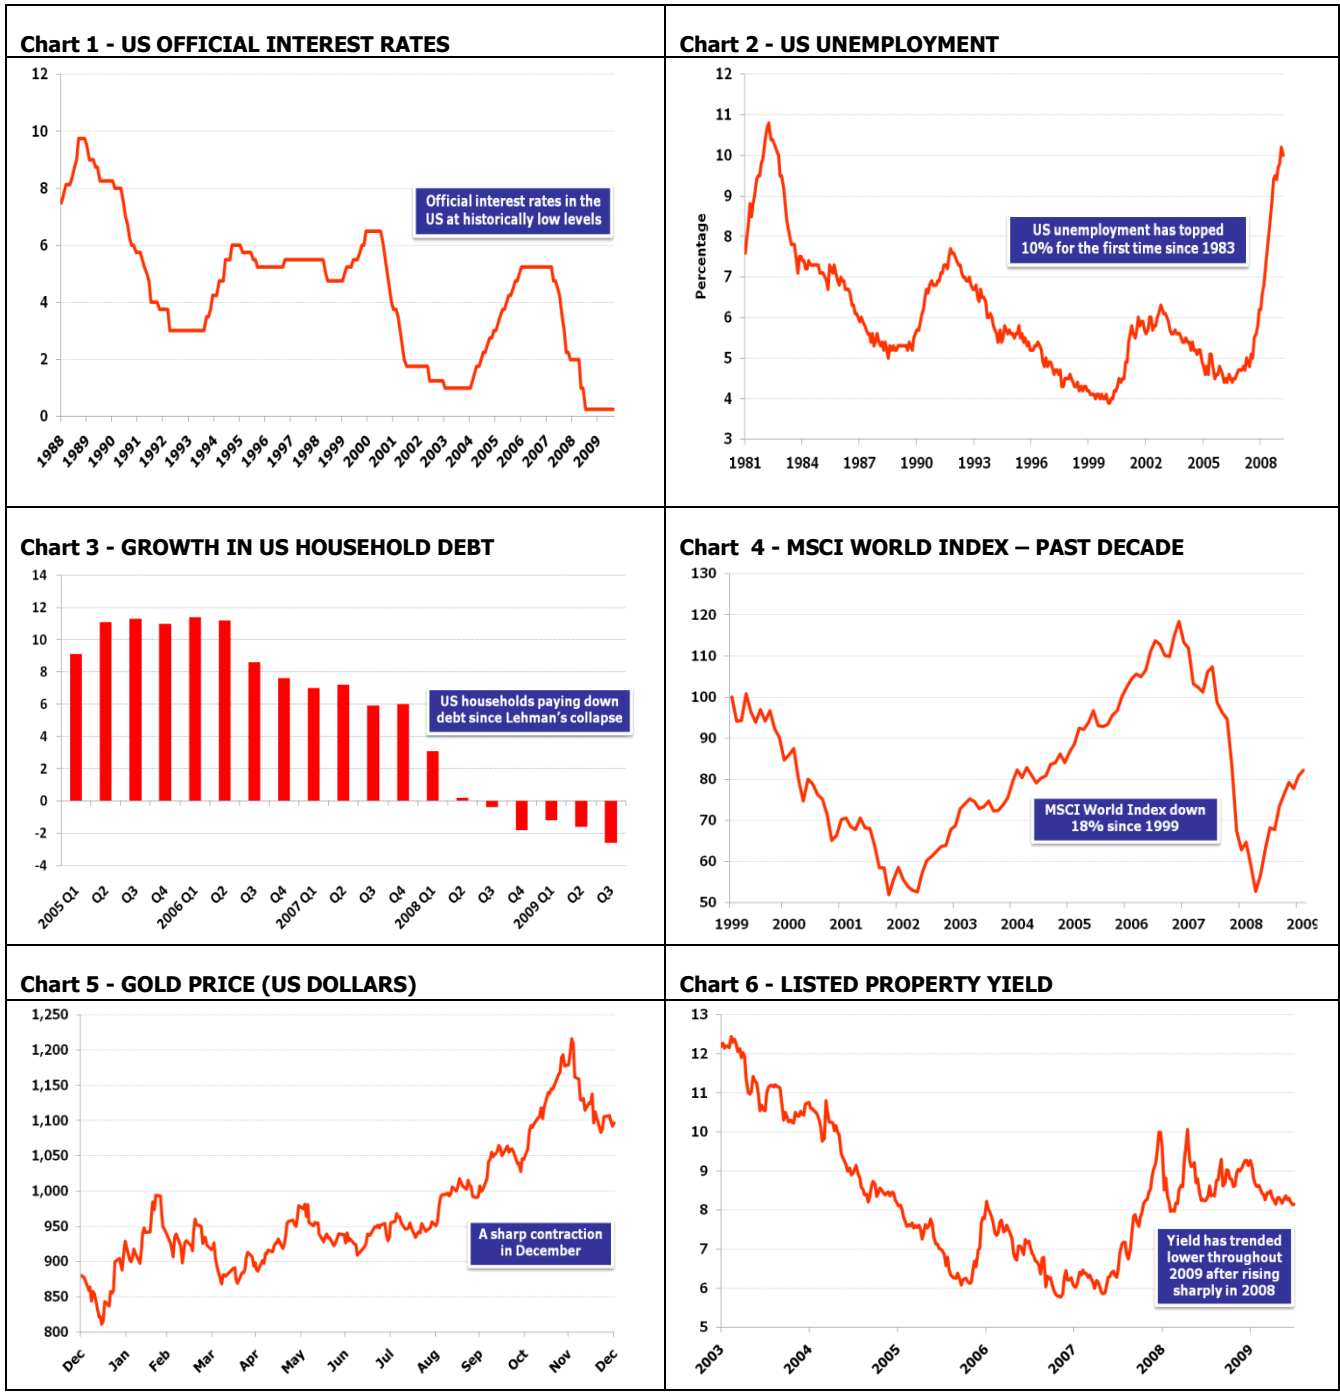 Chart 1 - US OFFICIAL INTEREST RATES
12
10
8
6
4
2
0
Official interest rates in the
US at historically low levels
1988 1989 1990 1991 1992 1993 1994 1995 1996 1997 1998 1999 2000 2001 2002 2003 2004 2005 2006 2007 2008 2009
Chart 2 - US UNEMPLOYMENT
Percentage
12
11
10
9
8
7
6
5
4
3
US unemployment has topped
10% for the first time since 1983
1981 1984 1987 1990 1993 1996 1999 2002 2005 2008
Chart 3 - GROWTH IN US HOUSEHOLD DEBT
14
12
10
8
6
4
2
0
-2
-4
US households paying down
debt since Lehman's collapse
2005 Q1 Q2 Q3 Q4 2006 Q1 Q2 Q3 Q4 2007 Q1 Q2 Q3 Q4 2008 Q1 Q2 Q3 Q4 2009 Q1 Q2 Q3
Chart 4 - MSCI WORLD INDEX – PAST DECADE
130
120
110
100
90
80
70
60
50
MSCI World Index down
18% since 1999
1999 2000 2001 2002 2003 2004 2005 2006 2007 2008 2009
Chart 5 - GOLD PRICE (US DOLLARS)
1,250
1,200
1,150
1,100
1,050
1,000
950
900
850
800
A sharp contraction
in December
Dec Jan Feb Mar Apr May Jun Jul Aug Sep Oct Nov Dec
Chart 6 - LISTED PROPERTY YIELD
13
12
11
10
9
8
7
6
5
Yield has trended
lower throughout
2009 after rising
sharply in 2008
2003 2004 2005 2006 2007 2008 2009